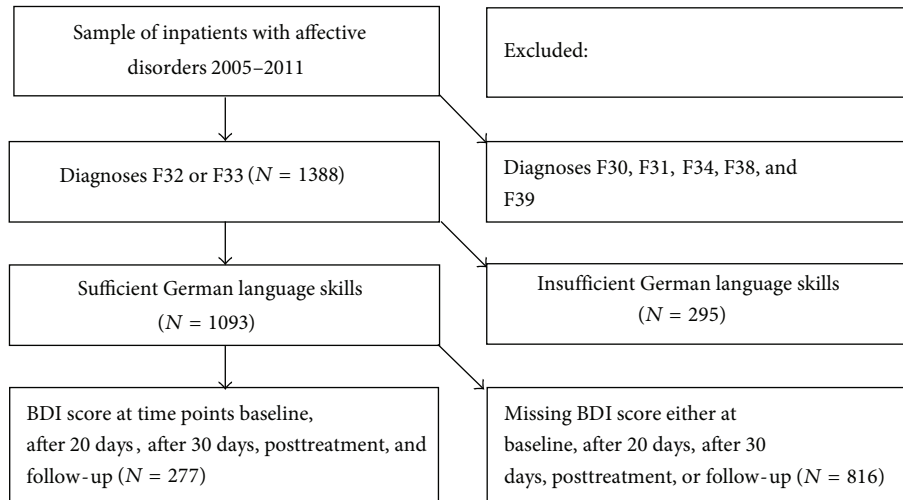 Sample of inpatients with affective
disorders 2005–2011
Excluded:
Diagnoses F32 or F33 (N = 1388)
Diagnoses F30, F31, F34, F38, and
F39
Sufficient German language skills
(N = 1093)
Insufficient German language skills
(N = 295)
BDI score at time points baseline,
after 20 days, after 30 days, posttreatment, and
follow-up (N = 277)
Missing BDI score either at
baseline, after 20 days, after 30
days, posttreatment, or follow-up (N = 816)